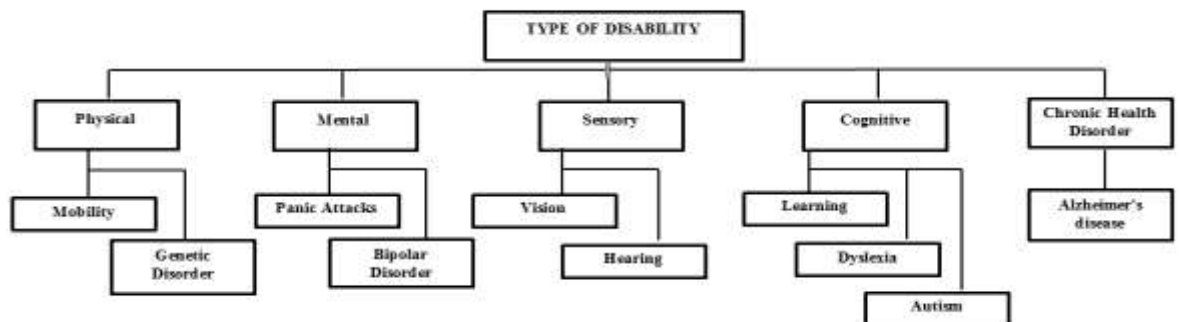 TYPE OF DISABILITY
Physical
Mental
Sensory
Cognitive
Chronic Health
Disorder
Mobility
Panic Attacks
Vision
Learning
Alzheimer's
disease
Genetic
Disorder
Bipolar
Disorder
Hearing
Dyslexia
Autism